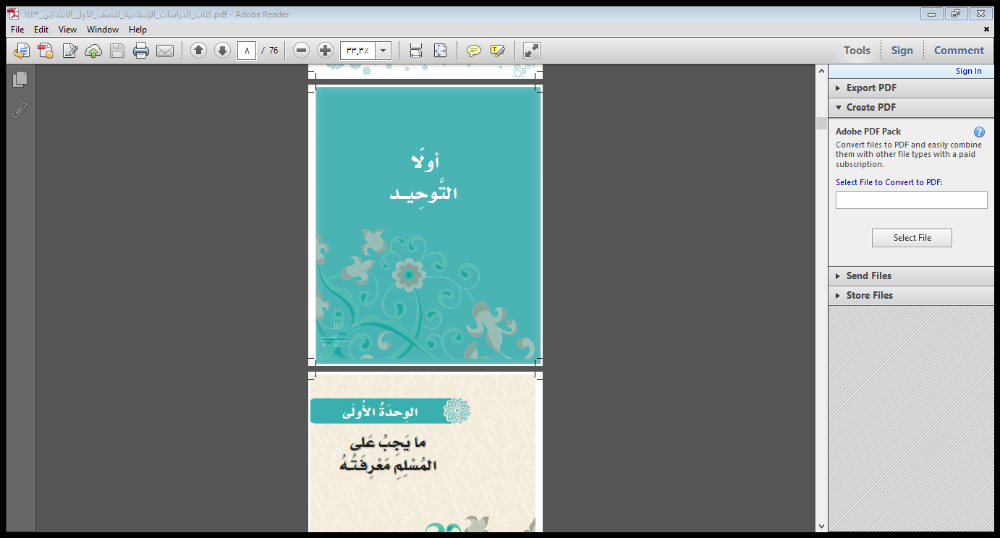 كتاب_الدراسات_الإسلامية_للصف_الأول_الابتدائي_١٤٤٣.pdf - Adobe Reader
File Edit View Window Help
٨ / 76
٣٣,٣٪
Tools Sign Comment
Sign In
Export PDF
Create PDF
Adobe PDF Pack
Convert files to PDF and easily combine
them with other file types with a paid
subscription.
Select File to Convert to PDF:
Select File
Send Files
Store Files
أولًا
التَّوحِيـد
وزارة التعليم
الوِحدَةُ الأُولَى
ما يَجِبُ عَلى
المُسْلِمِ مَعْرِفَتُـهُ